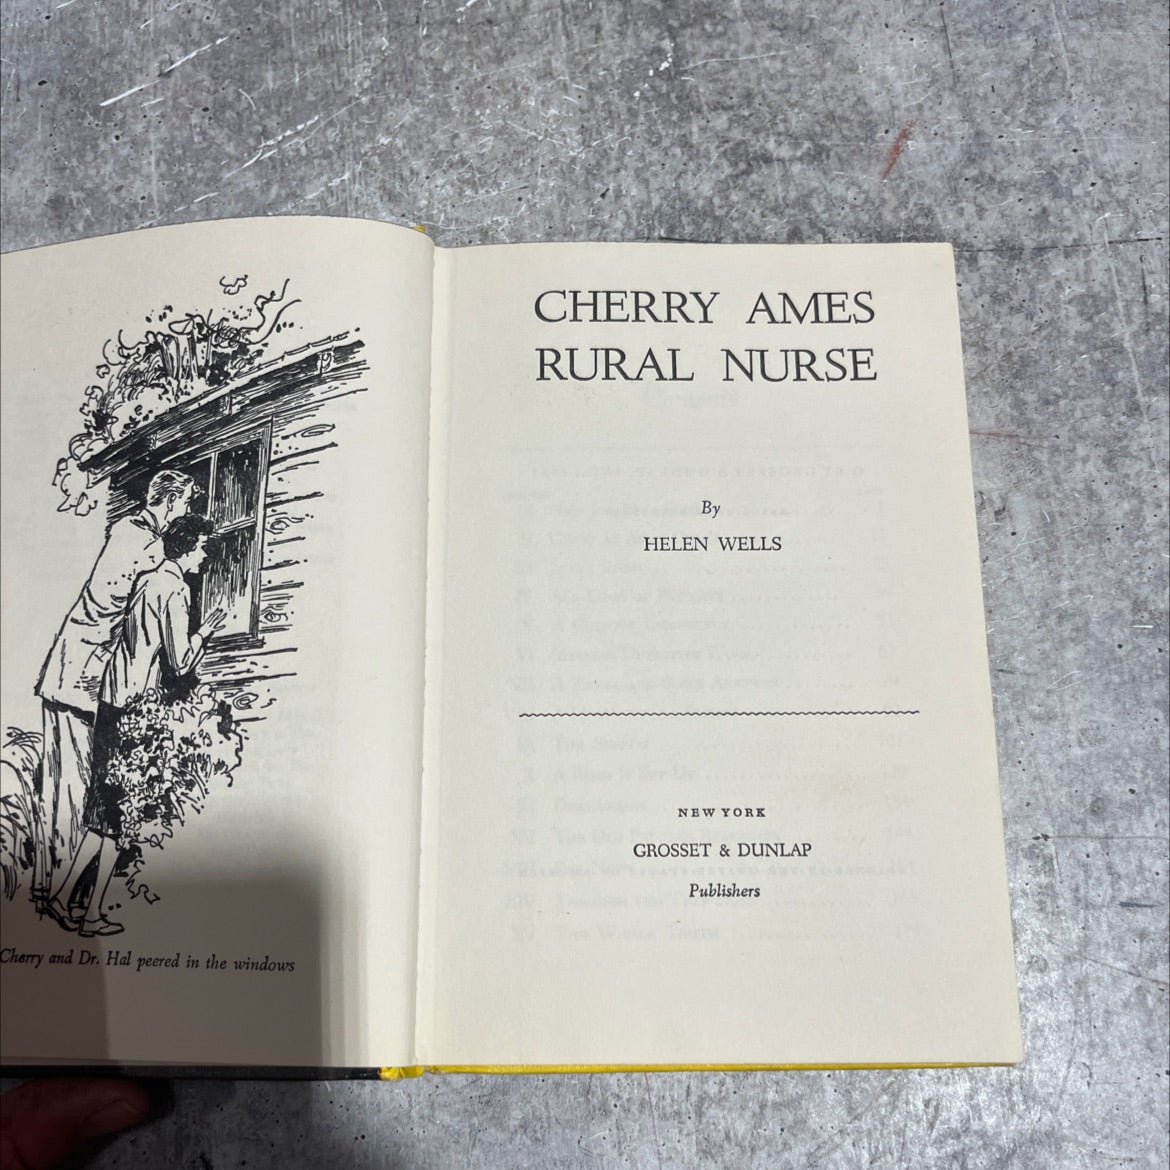 Cherry and Dr. Hal peered in the windows
CHERRY AMES
RURAL NURSE
By
HELEN WELLS
NEW YORK
GROSSET & DUNLAP
Publishers